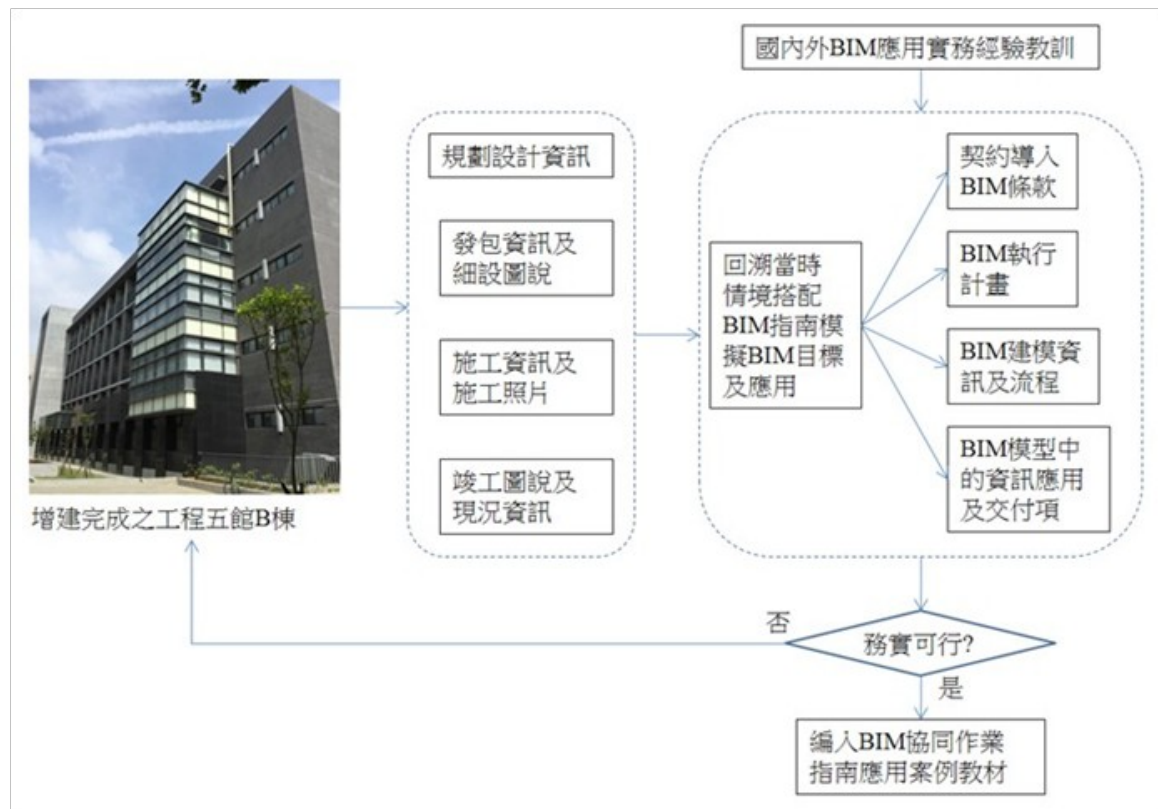 國內外BIM應用實務經驗教訓
規劃設計資訊
發包資訊及
細設圖說
施工資訊及
施工照片
竣工圖說及
現況資訊
增建完成之工程五館B棟
回溯當時
情境搭配
BIM指南模
擬BIM目標
及應用
契約導入
BIM條款
BIM執行
計畫
BIM建模資
訊及流程
BIM模型中
的資訊應用
及交付項
否
務實可行?
是
編入BIM協同作業
指南應用案例教材